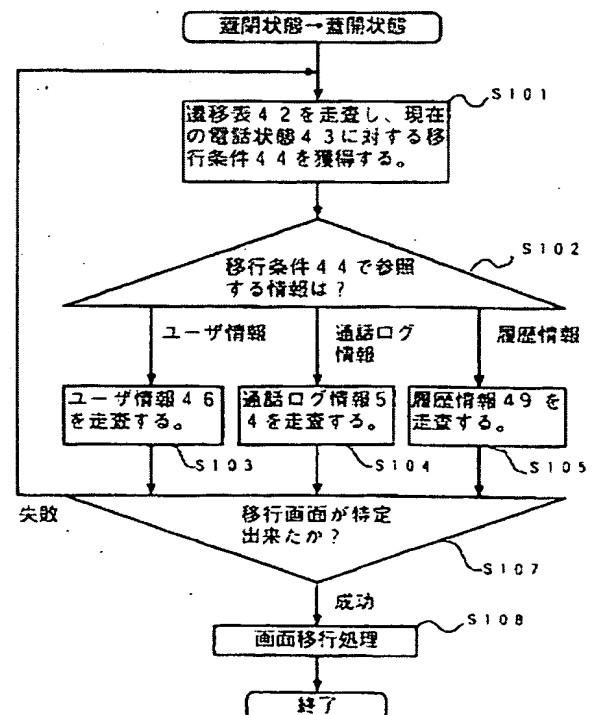 蓋閉状態→蓋開状態
S101
遷移表42を走査し、現在
の電話状態43に対する移
行条件44を獲得する。
S102
移行条件44で参照
する情報は？
ユーザ情報
通話ログ
情報
履歴情報
ユーザ情報46
を走査する。
通話ログ情報5
4を走査する。
履歴情報49を
走査する。
S103
S104
S105
失敗
移行画面が特定
出来たか？
S107
成功
S108
画面移行処理
終了